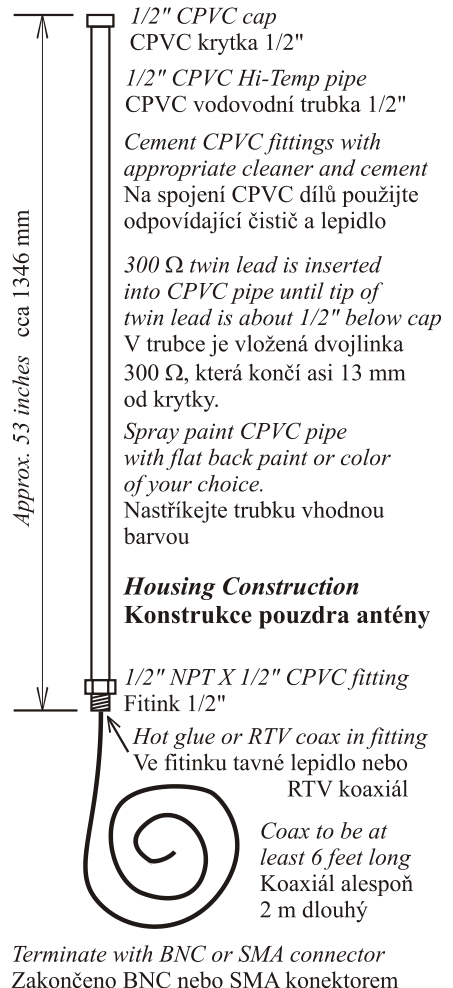 1/2" CPVC cap
CPVC krytka 1/2"
1/2" CPVC Hi-Temp pipe
CPVC vodovodní trubka 1/2"
Cement CPVC fittings with
appropriate cleaner and cement
Na spojení CPVC dílů použijte
odpovídající čistič a lepidlo
300 Ω twin lead is inserted
into CPVC pipe until tip of
twin lead is about 1/2" below cap
V trubce je vložená dvojlinka
300 Ω, která končí asi 13 mm
od krytky.
Spray paint CPVC pipe
with flat back paint or color
of your choice.
Nastříkejte trubku vhodnou
barvou
Approx. 53 inches cca 1346 mm
Housing Construction
Konstrukce pouzdra antény
1/2" NPT X 1/2" CPVC fitting
Fitink 1/2"
Hot glue or RTV coax in fitting
Ve fitinku tavné lepidlo nebo
RTV koaxiál
Coax to be at
least 6 feet long
Koaxiál alespoň
2 m dlouhý
Terminate with BNC or SMA connector
Zakončeno BNC nebo SMA konektorem